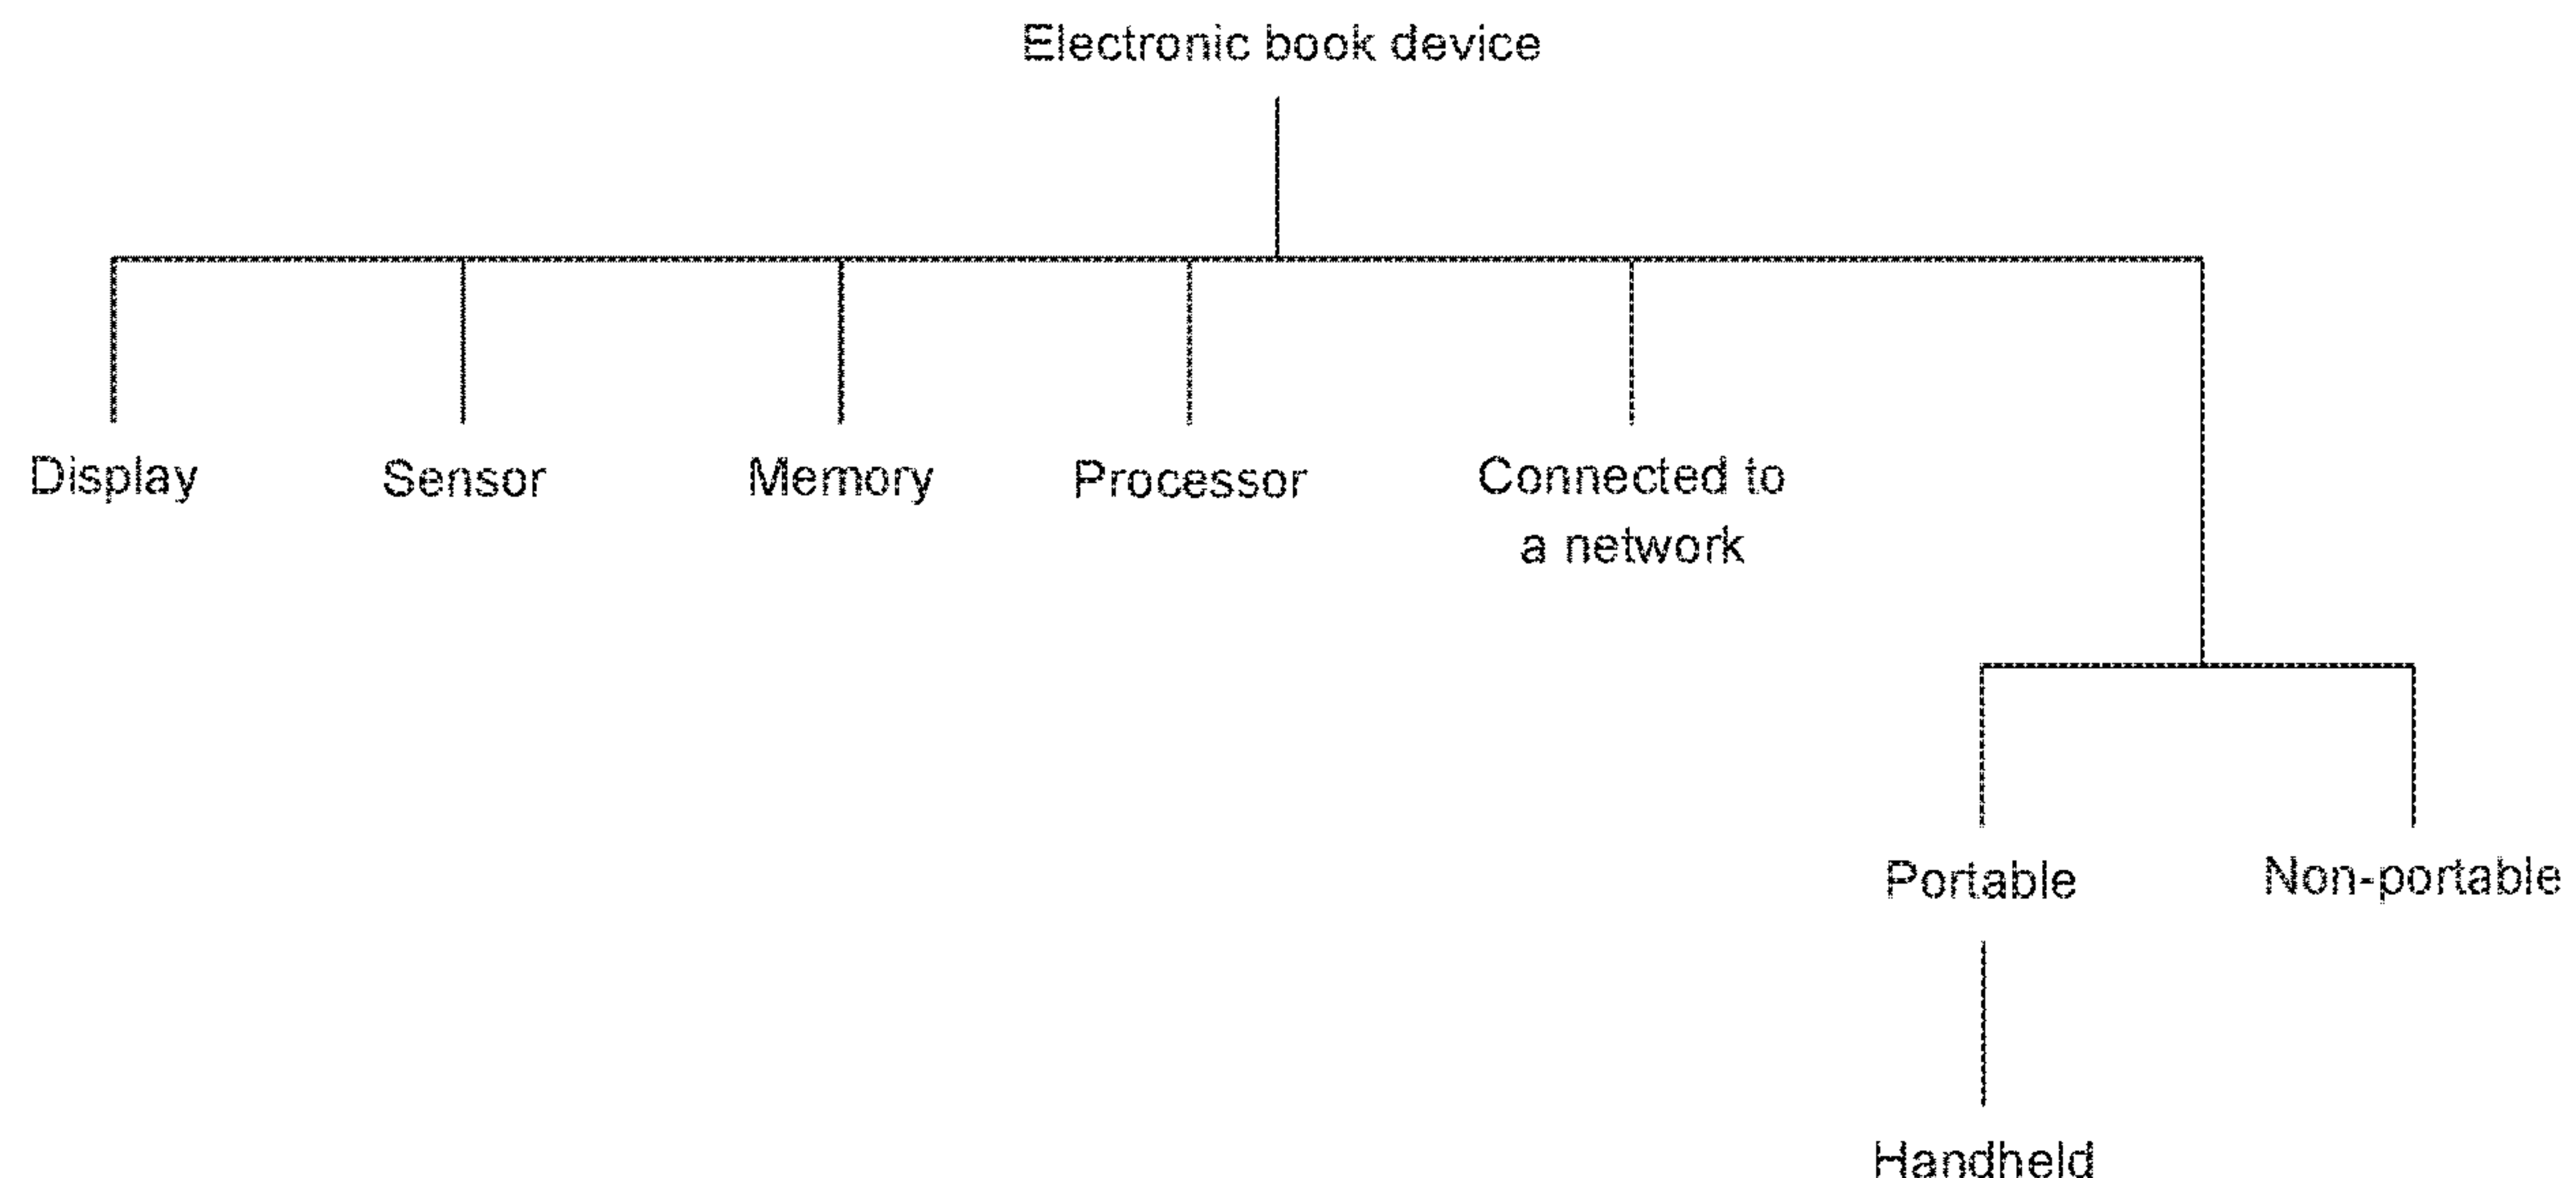 Electronic book device
Display
Sensor
Memory
Processor
Connected to
a network
Portable
Non-portable
Handheld